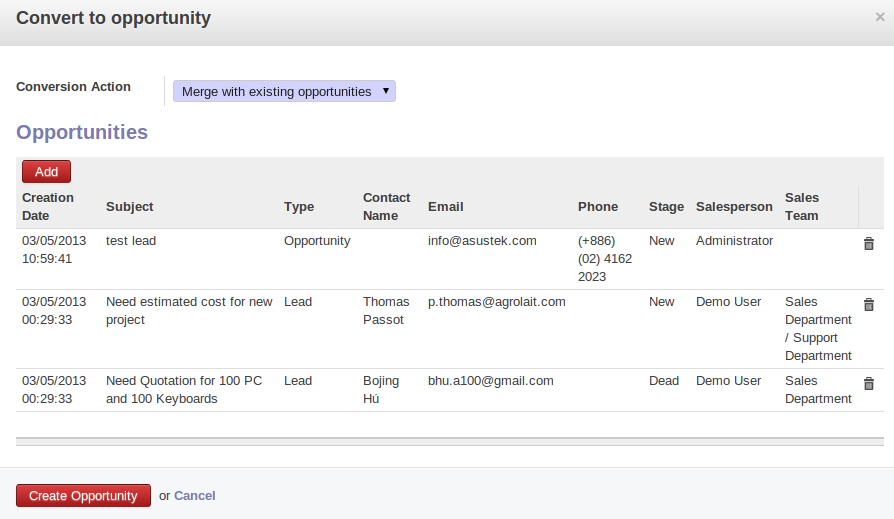 Convert to opportunity ×
Conversion Action Merge with existing opportunities ▼
Opportunities
Add
Creation Date Subject Type Contact Name Email Phone Stage Salesperson Sales Team
03/05/2013 10:59:41 test lead Opportunity info@asustek.com (+886) (02) 4162 2023 New Administrator
03/05/2013 00:29:33 Need estimated cost for new project Lead Thomas Passot p.thomas@agrolait.com New Demo User Sales Department / Support Department
03/05/2013 00:29:33 Need Quotation for 100 PC and 100 Keyboards Lead Bojing Hú bhu.a100@gmail.com Dead Demo User Sales Department
Create Opportunity or Cancel